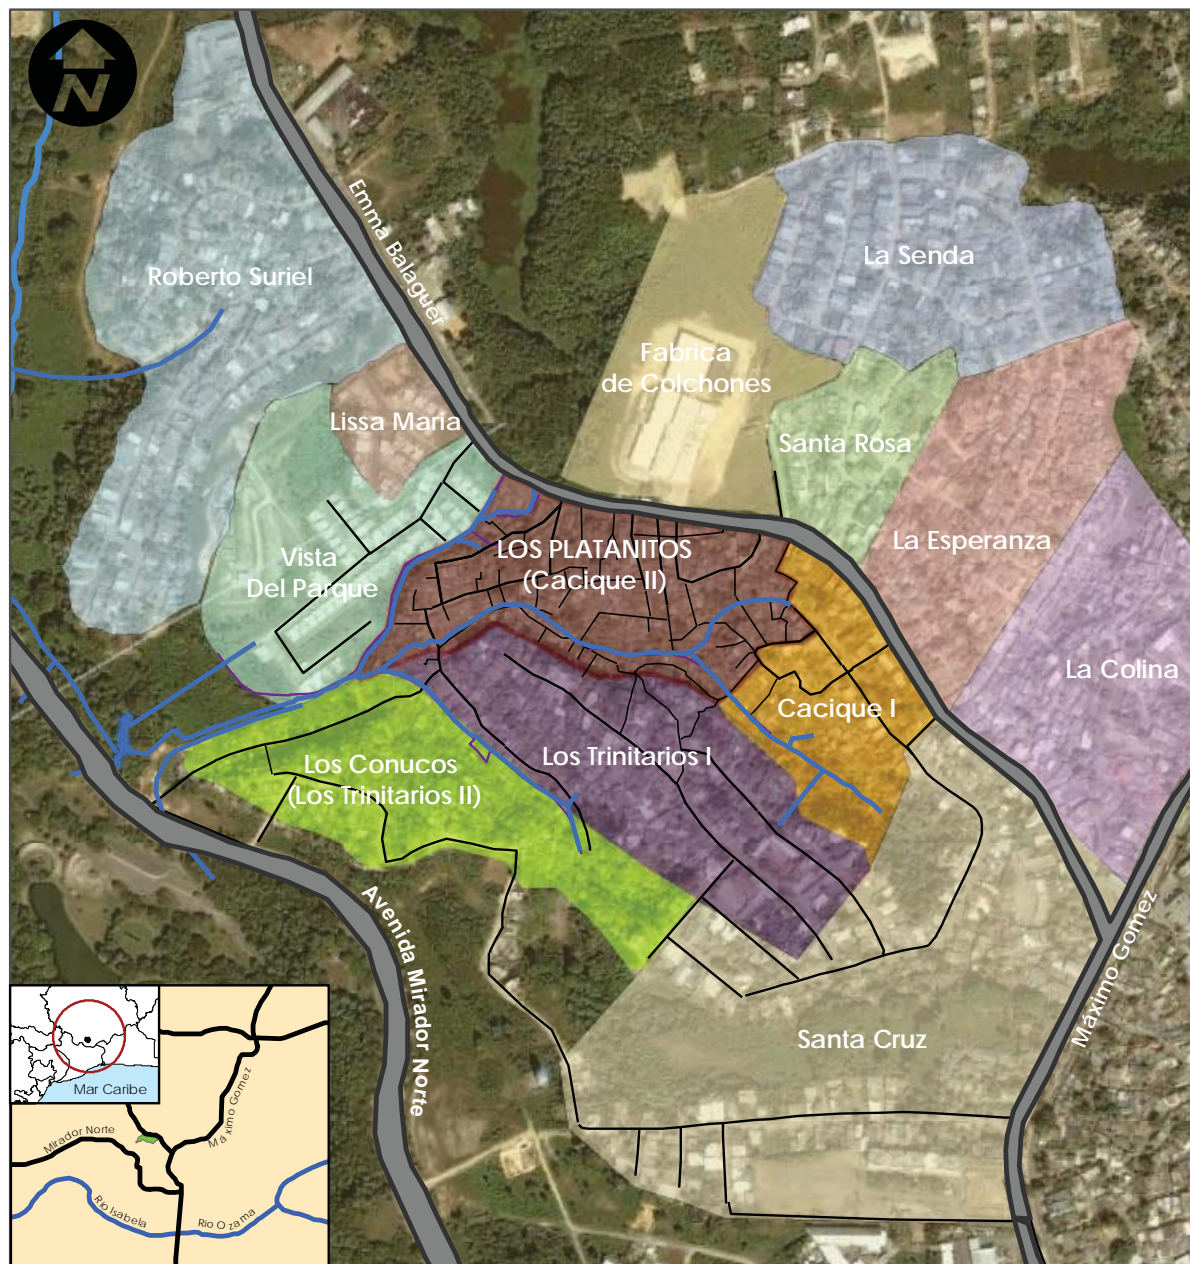 N
Emma Balaguer
Roberto Suriel
La Senda
Fabrica
de Colchones
Lissa Maria
Santa Rosa
La Esperanza
LOS PLATANITOS
(Cacique II)
Vista
Del Parque
La Colina
Cacique I
Los Trinitarios I
Los Conucos
(Los Trinitarios II)
Avenida Mirador Norte
Máximo Gomez
Santa Cruz
Mar Caribe
Mirador Norte
Máximo Gomez
Río Isabela
Río Ozama